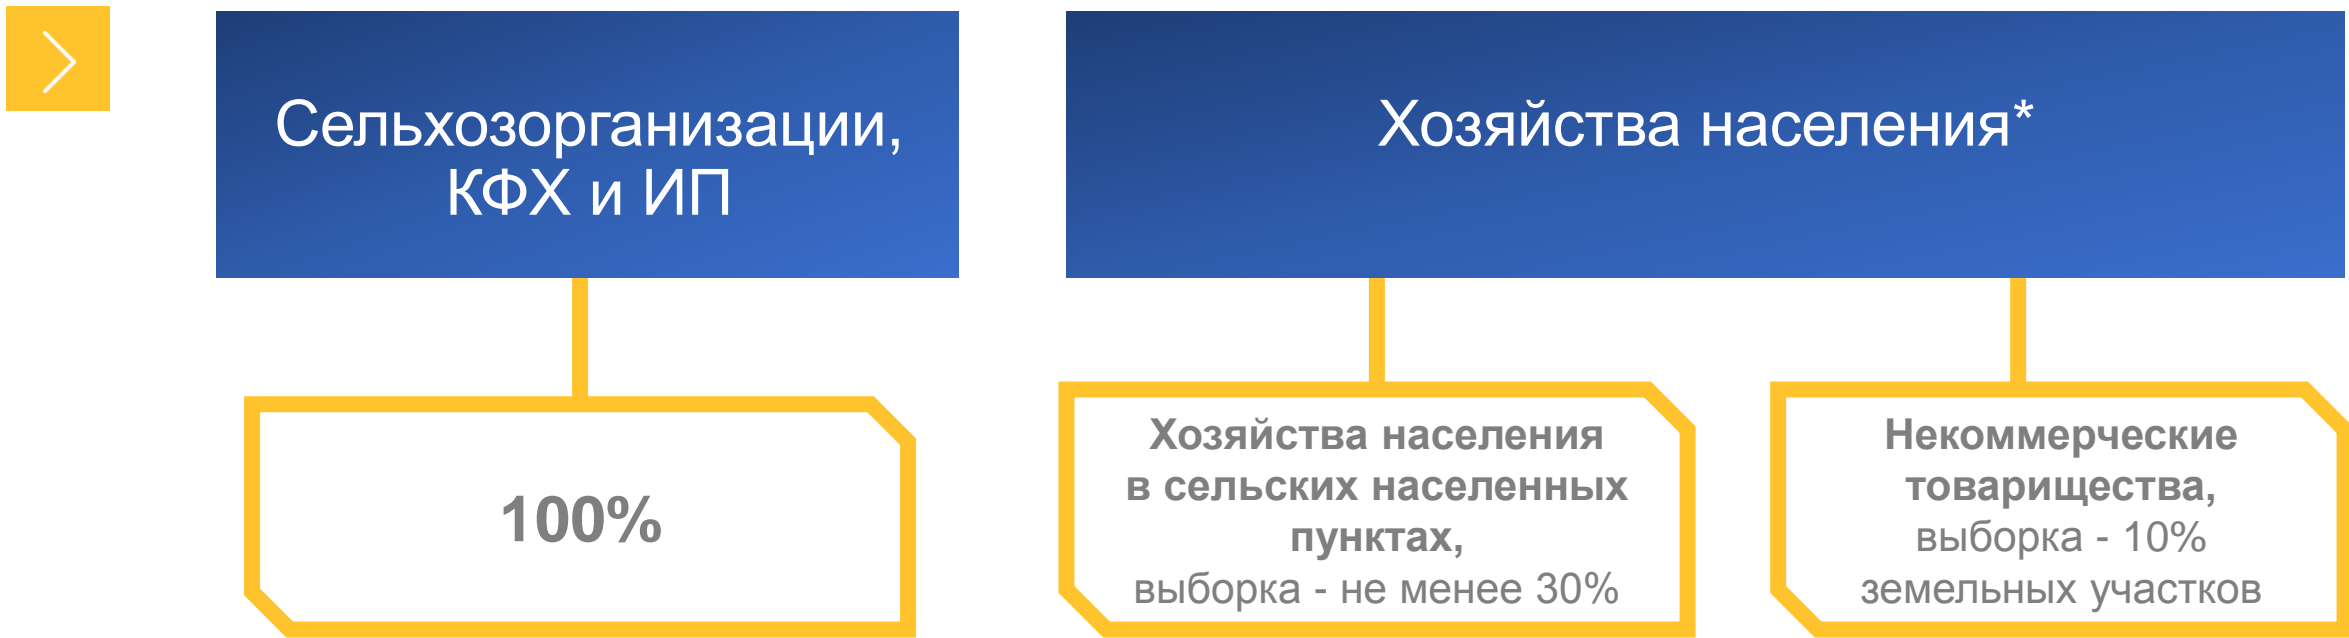 Сельхозорганизации,
КФХ и ИП
100%
Хозяйства населения*
Хозяйства населения
в сельских населенных
пунктах,
выборка - не менее 30%
Некоммерческие
товарищества,
выборка - 10%
земельных участков